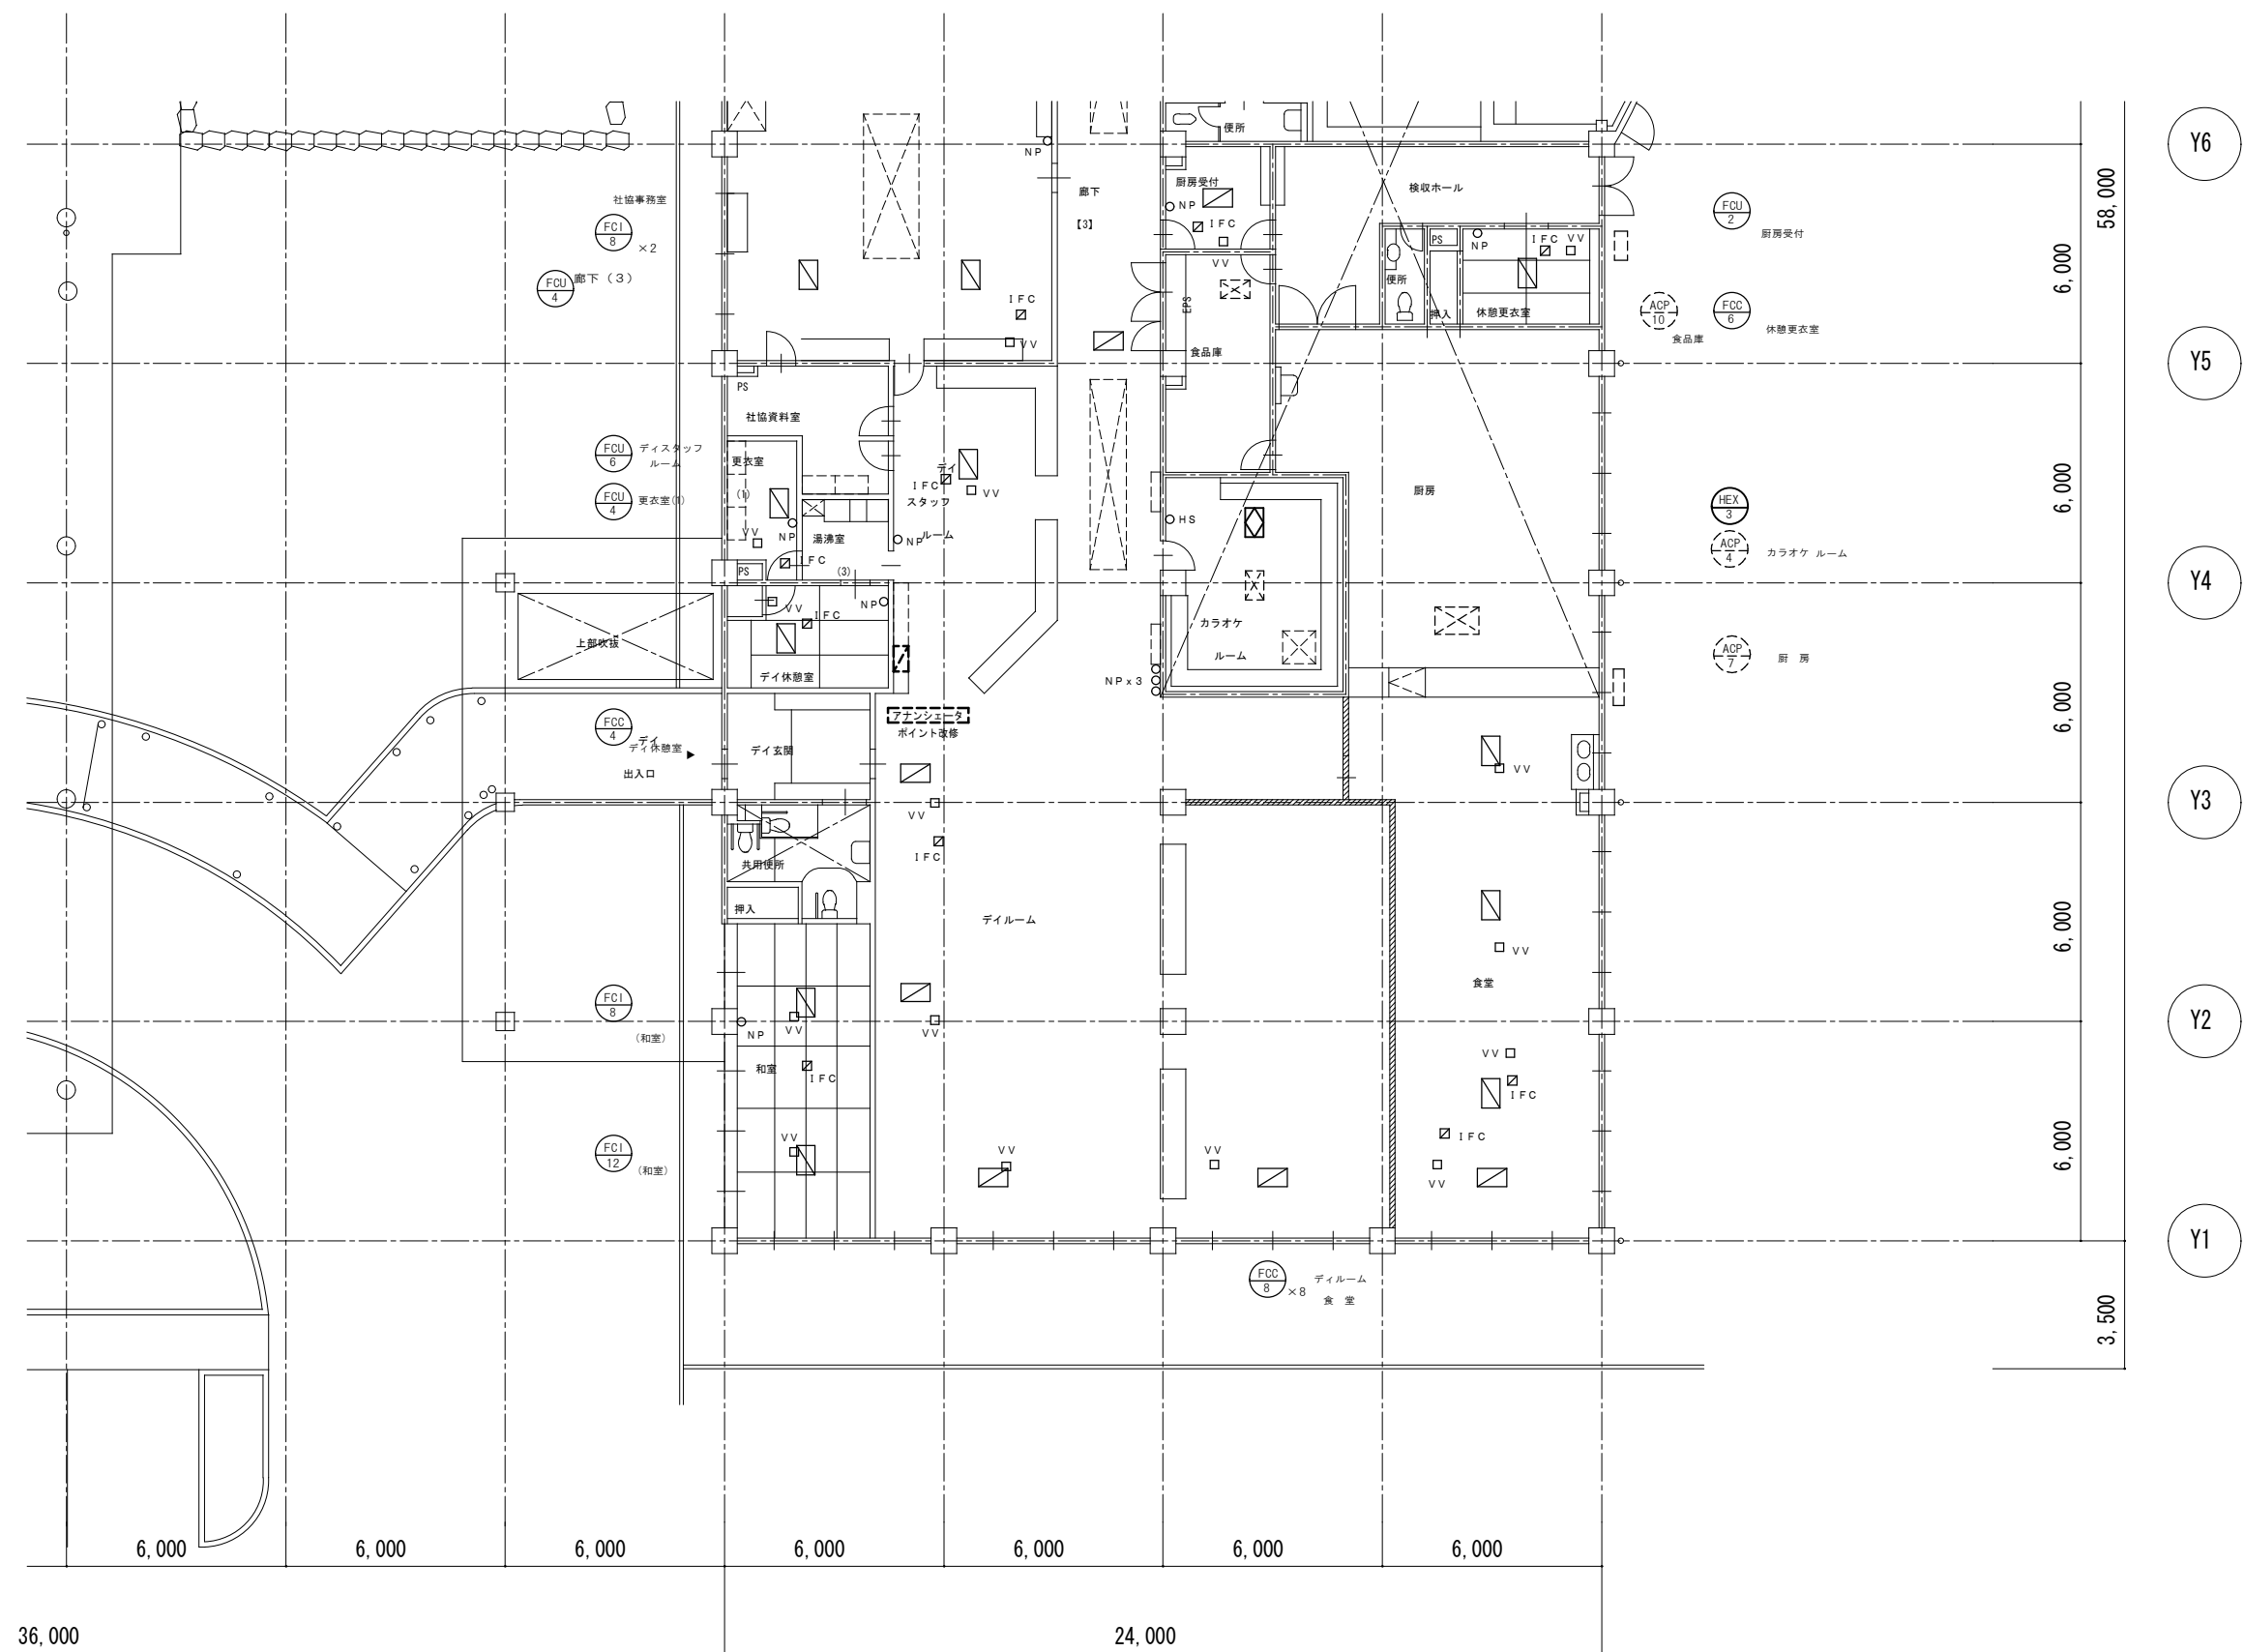 便所
Y6
NP
廊下
【3】
厨房受付
NP
IFC
VV
検収ホール
社協事務室
FCI
8
×2
FCU
4
廊下（３）
IFC
VV
EPS
食品庫
便所
PS
NP
IFC VV
押入
休憩更衣室
FCU
2
厨房受付
ACP
10
食品庫
FCC
6
休憩更衣室
58,000
6,000
Y5
PS
社協資料室
FCU
6
ディスタッフ
ルーム
FCU
4
更衣室(1)
更衣室
(1)
VV
NP
湯沸室
(3)
IFC
デイ
IFC
スタッフ
VV
NP
ルーム
厨房
HS
HEX
3
ACP
4
カラオケ ルーム
6,000
Y4
PS
VV
IFC
NP
デイ休憩室
上部吹抜
カラオケ
ルーム
NPx3
ACP
7
厨 房
6,000
アナンシェータ
ポイント改修
FCC
4
デイ
ディ休憩室
出入口
デイ玄関
VV
Y3
VV
IFC
共用便所
押入
デイルーム
VV
食堂
6,000
FCI
8
(和室)
VV
NP
和室
IFC
VV
Y2
VV
IFC
IFC
VV
FCI
12
(和室)
VV
VV
VV
6,000
Y1
FCC
8
×8
ディルーム
食 堂
3,500
6,000
6,000
6,000
6,000
6,000
6,000
6,000
36,000
24,000